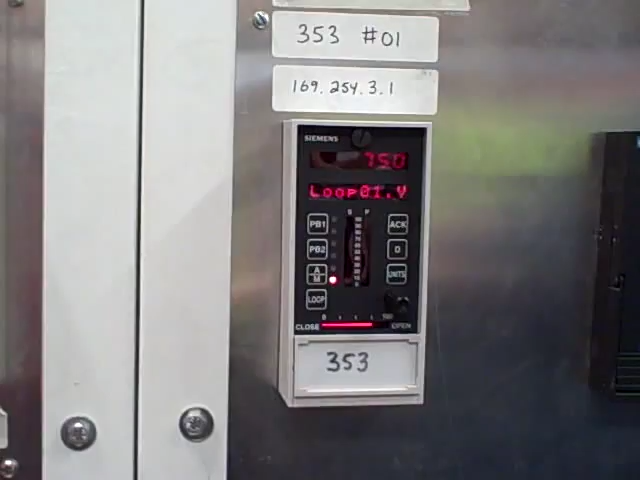 353 #01
169.254.3.1
SIEMENS
750
Loop01.V
S P
PB1
ACK
PB2
D
A/M
UNITS
LOOP
CLOSE
OPEN
353